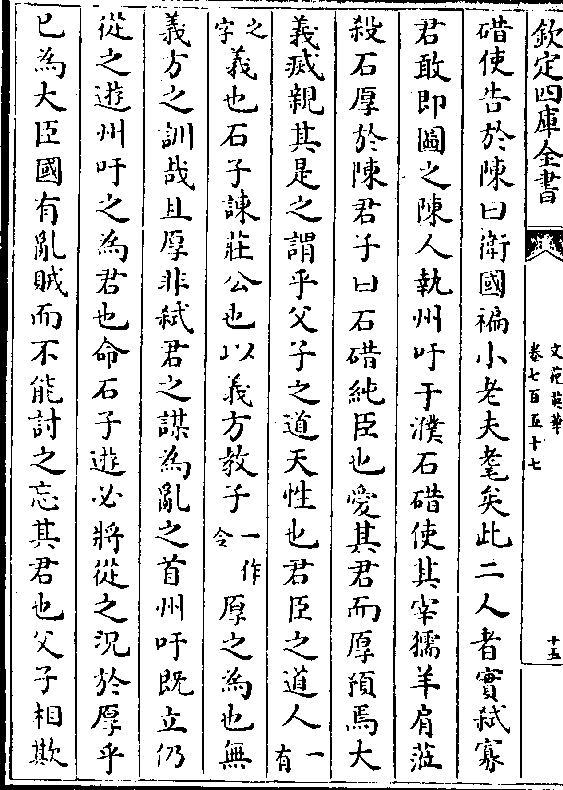 欽定四庫全書
文苑英華
卷七百五十七
十五
碏使告於陳曰衛國褊小老夫耄矣此二人者實弑寡
君敢即圖之陳人執州吁于濮石碏使其宰獳羊肩蒞
殺石厚於陳君子曰石碏純臣也愛其君而厚預焉大
義滅親其是之謂乎父子之道天性也君臣之道人一有
之字義也石子諫莊公也以義方教子一作令厚之為也無
義方之訓哉且厚非弑君之謀為亂之首州吁既立仍
從之遊州吁之為君也命石子遊必將從之況於厚乎
已為大臣國有亂賊而不能討之忘其君也父子相欺